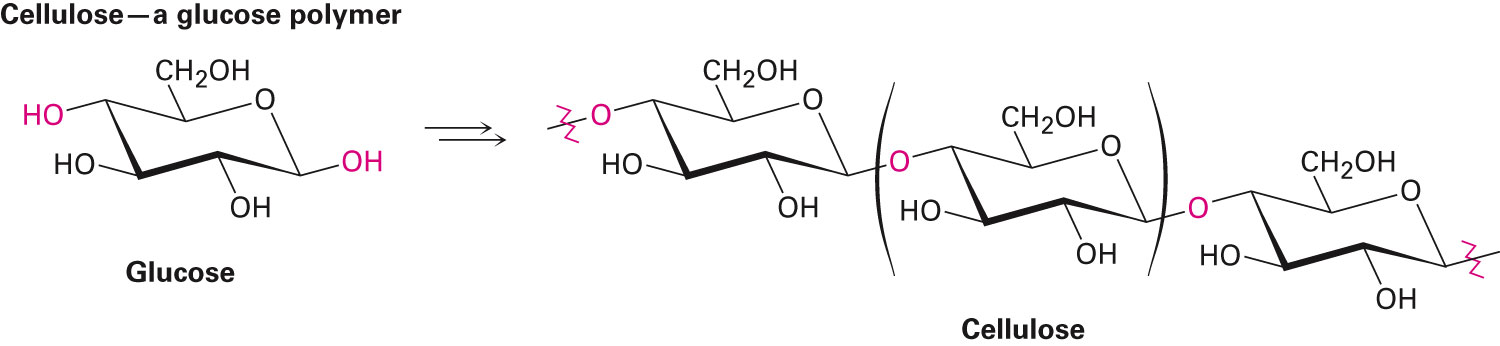 Cellulose—a glucose polymer
CH₂OH
HO
O
HO
OH
OH
Glucose
CH₂OH
O
O
HO
OH
O
CH₂OH
O
HO
OH
O
CH₂OH
O
HO
OH
Cellulose